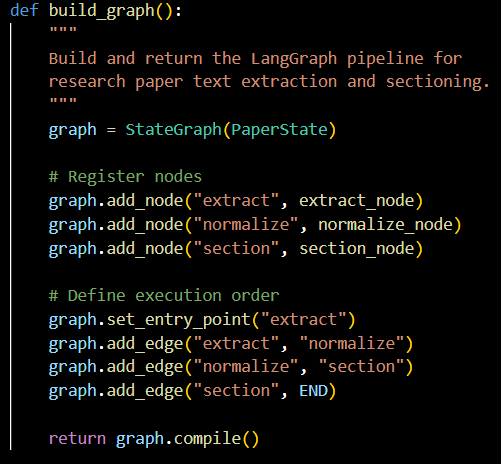 def build_graph():
    """
    Build and return the LangGraph pipeline for
    research paper text extraction and sectioning.
    """
    graph = StateGraph(PaperState)

    # Register nodes
    graph.add_node("extract", extract_node)
    graph.add_node("normalize", normalize_node)
    graph.add_node("section", section_node)

    # Define execution order
    graph.set_entry_point("extract")
    graph.add_edge("extract", "normalize")
    graph.add_edge("normalize", "section")
    graph.add_edge("section", END)

    return graph.compile()